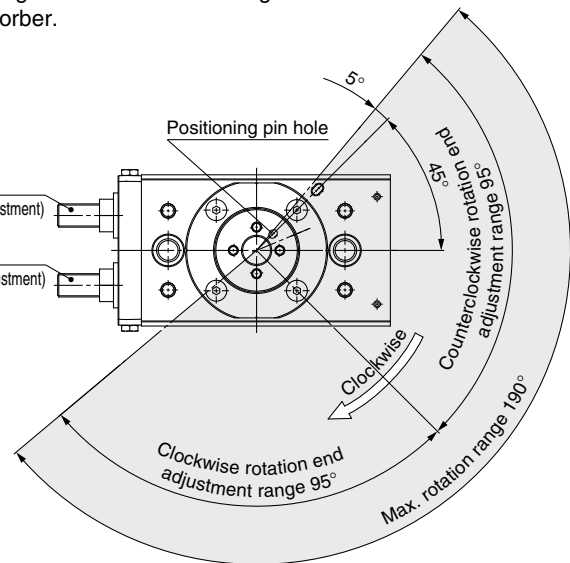 orber.
5°
Positioning pin hole
45°
stment)
ustment)
Counterclockwise rotation end
adjustment range 95°
Clockwise
Clockwise rotation end
adjustment range 95°
Max. rotation range 190°